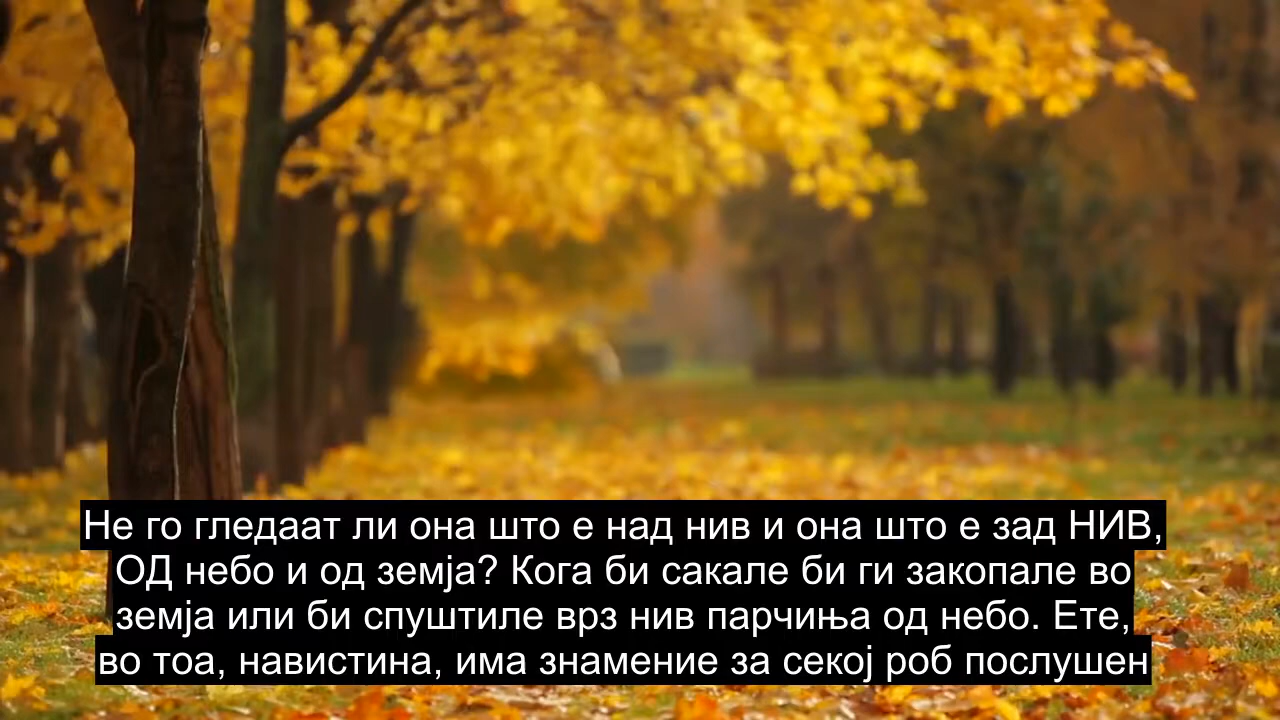 Не го гледаат ли она што е над нив и она што е зад НИВ,
ОД небо и од земја? Кога би сакале би ги закопале во
земја или би спуштиле врз нив парчиња од небо. Ете,
во тоа, навистина, има знамение за секој роб послушен